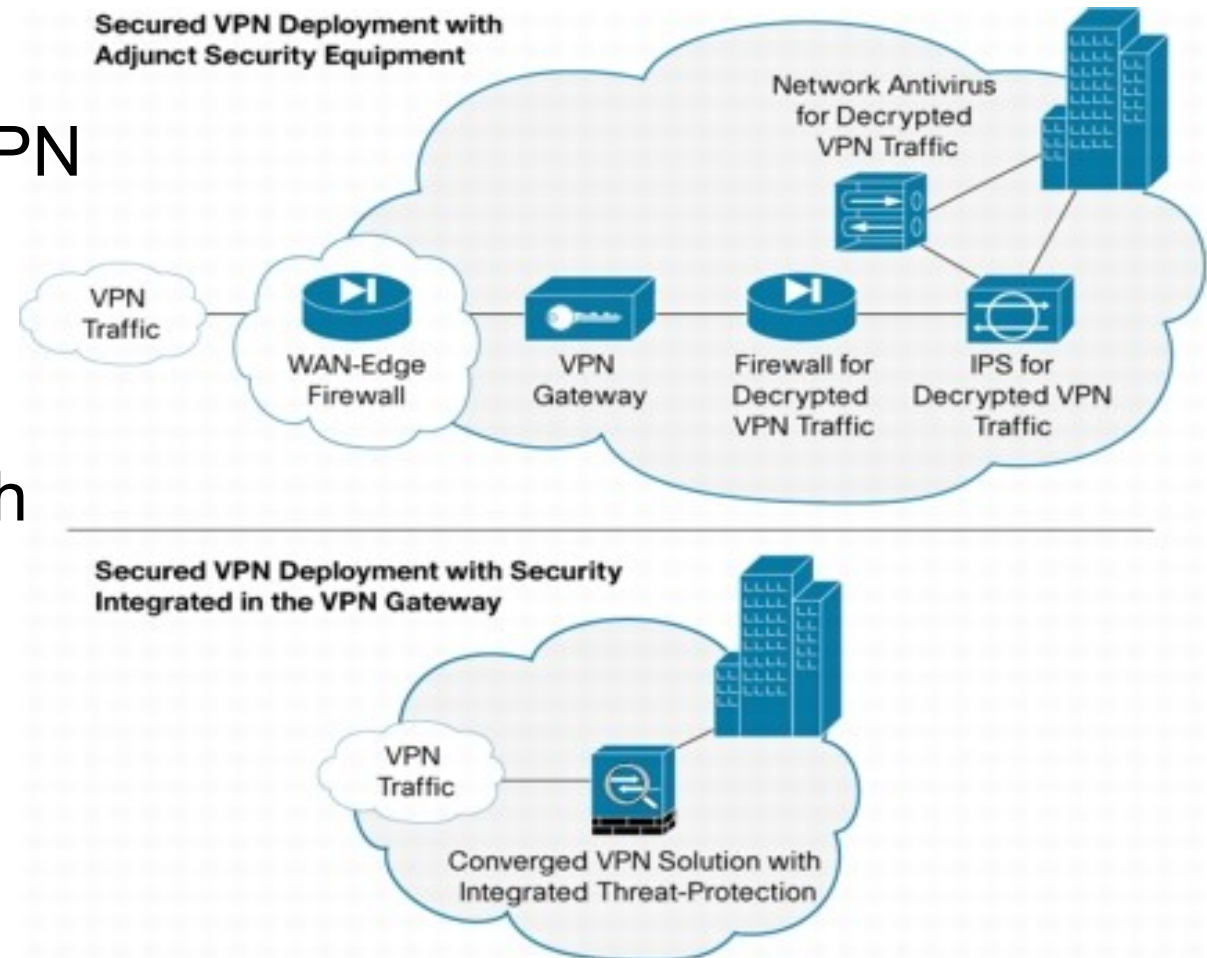 Secured VPN Deployment with
Adjunct Security Equipment
Network Antivirus
for Decrypted
VPN Traffic
PN
VPN
Traffic
WAN-Edge
Firewall
VPN
Gateway
Firewall for
Decrypted
VPN Traffic
IPS for
Decrypted VPN
Traffic
h
Secured VPN Deployment with Security
Integrated in the VPN Gateway
VPN
Traffic
Converged VPN Solution with
Integrated Threat-Protection